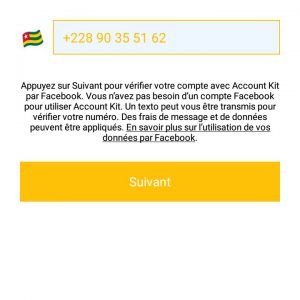 +228 90 35 51 62
Appuyez sur Suivant pour vérifier votre compte avec Account Kit
par Facebook. Vous n'avez pas besoin d'un compte Facebook
pour utiliser Account Kit. Un texto peut vous être transmis pour
vérifier votre numéro. Des frais de message et de données
peuvent être appliqués. En savoir plus sur l'utilisation de vos
données par Facebook.
Suivant